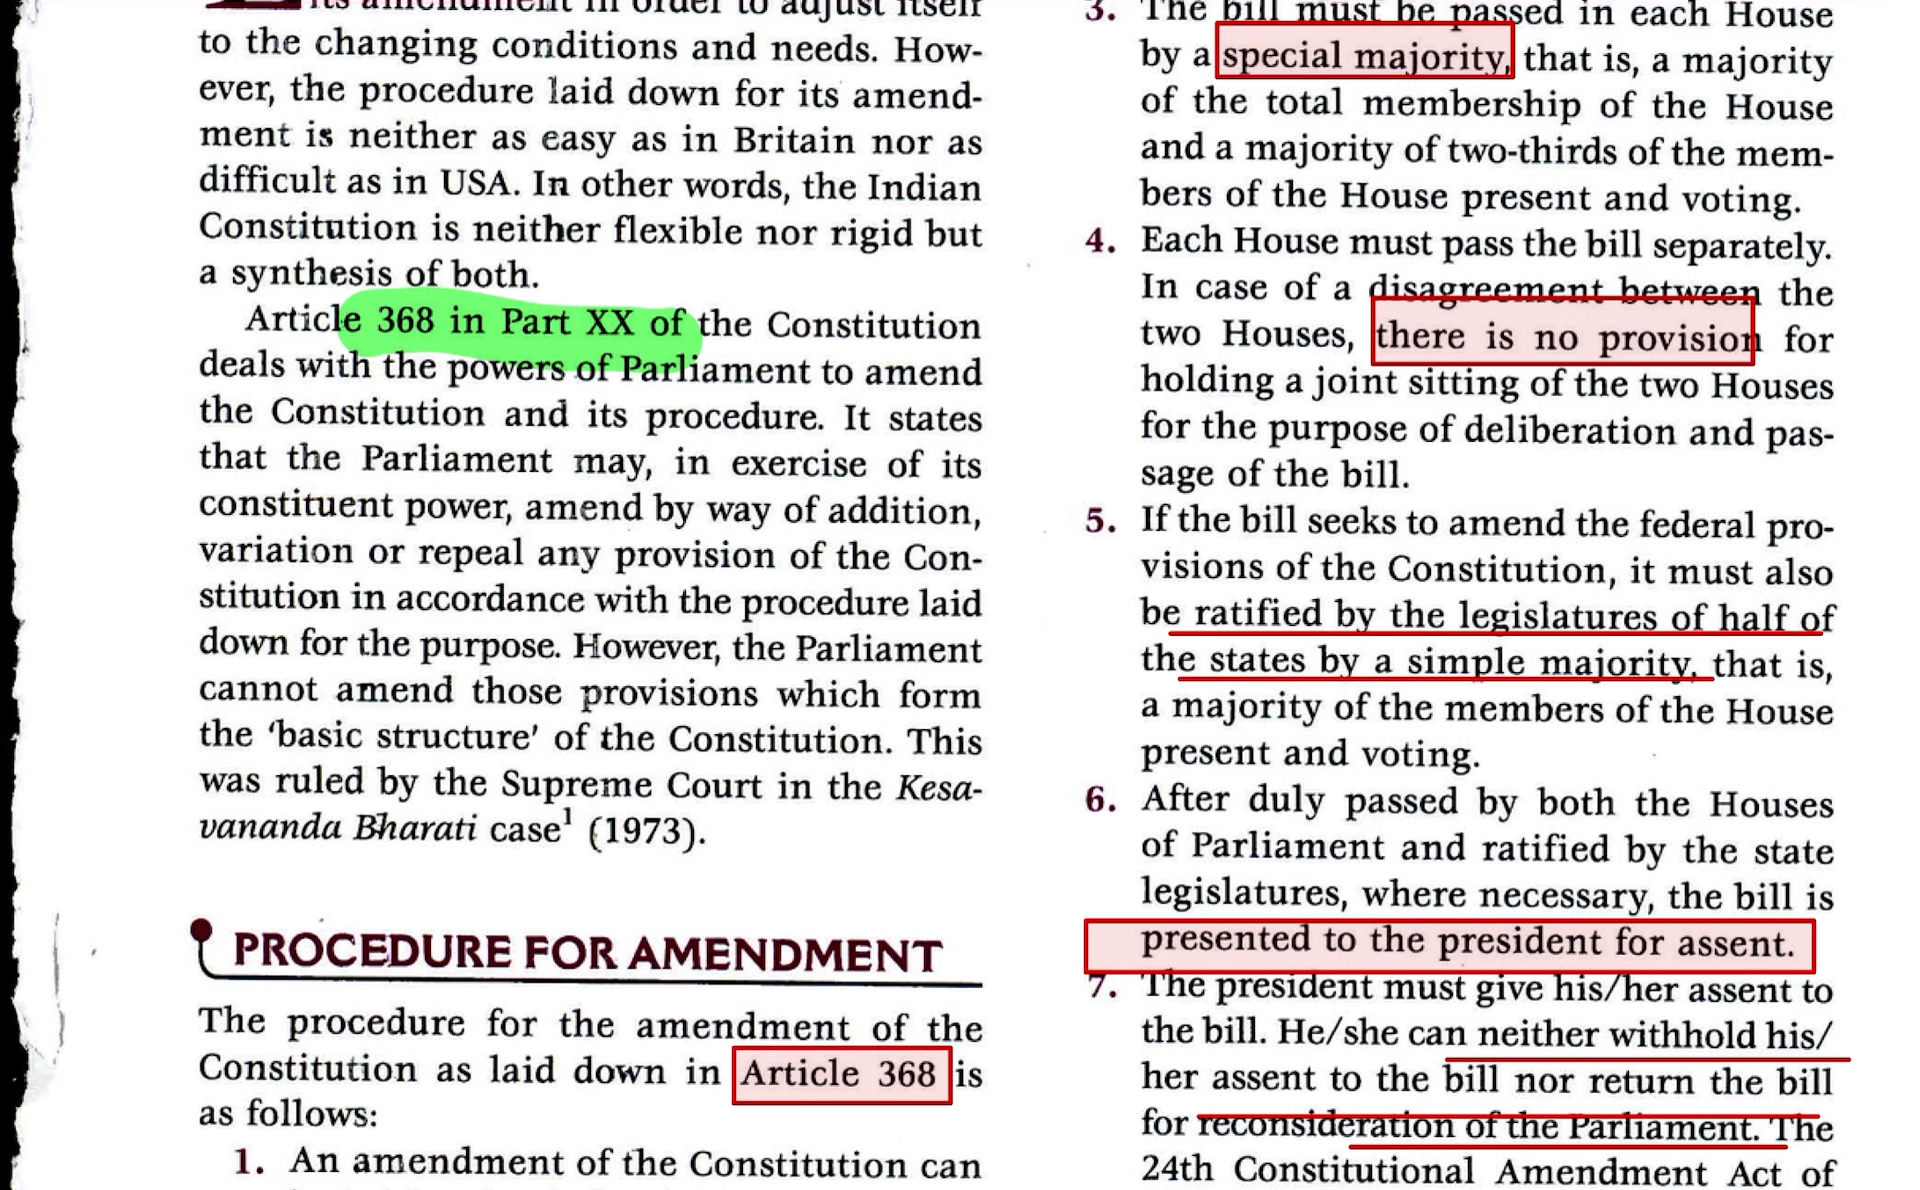 its amendment in order to adjust itself
to the changing conditions and needs. How-
ever, the procedure laid down for its amend-
ment is neither as easy as in Britain nor as
difficult as in USA. In other words, the Indian
Constitution is neither flexible nor rigid but
a synthesis of both.
Article 368 in Part XX of the Constitution
deals with the powers of Parliament to amend
the Constitution and its procedure. It states
that the Parliament may, in exercise of its
constituent power, amend by way of addition,
variation or repeal any provision of the Con-
stitution in accordance with the procedure laid
down for the purpose. However, the Parliament
cannot amend those provisions which form
the ‘basic structure’ of the Constitution. This
was ruled by the Supreme Court in the Kesa-
vananda Bharati case¹ (1973).
PROCEDURE FOR AMENDMENT
The procedure for the amendment of the
Constitution as laid down in Article 368 is
as follows:
1. An amendment of the Constitution can
3. The bill must be passed in each House
by a special majority, that is, a majority
of the total membership of the House
and a majority of two-thirds of the mem-
bers of the House present and voting.
4. Each House must pass the bill separately.
In case of a disagreement between the
two Houses, there is no provision for
holding a joint sitting of the two Houses
for the purpose of deliberation and pas-
sage of the bill.
5. If the bill seeks to amend the federal pro-
visions of the Constitution, it must also
be ratified by the legislatures of half of
the states by a simple majority, that is,
a majority of the members of the House
present and voting.
6. After duly passed by both the Houses
of Parliament and ratified by the state
legislatures, where necessary, the bill is
presented to the president for assent.
7. The president must give his/her assent to
the bill. He/she can neither withhold his/
her assent to the bill nor return the bill
for reconsideration of the Parliament. The
24th Constitutional Amendment Act of